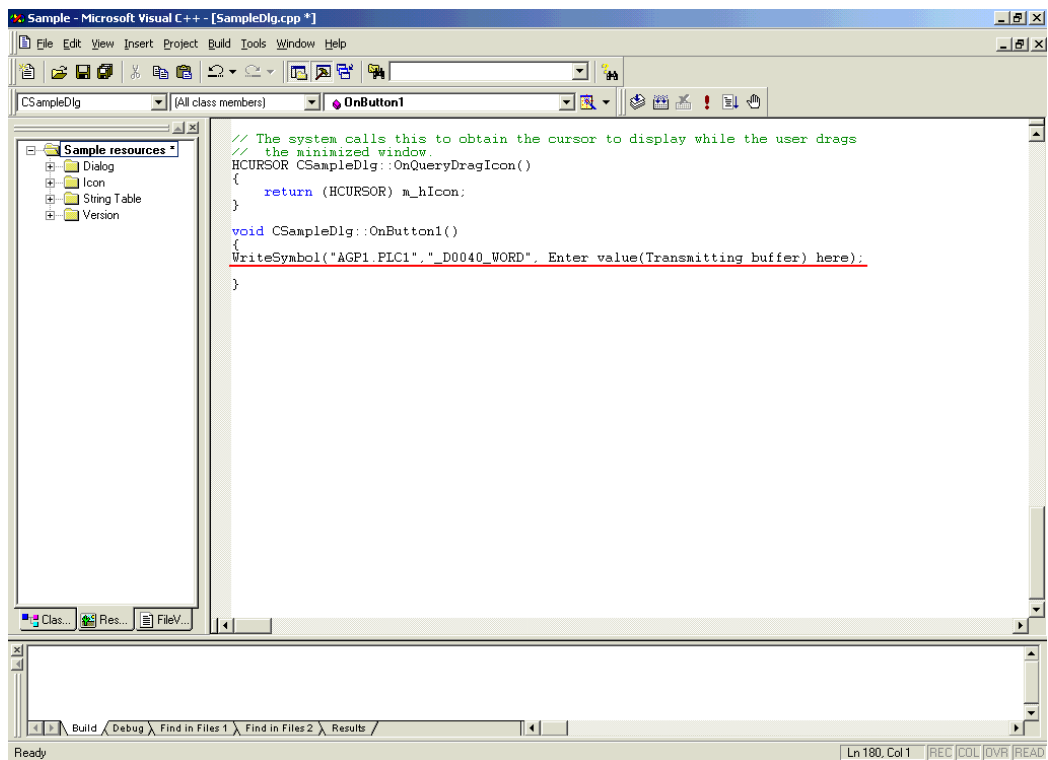 Sample - Microsoft Visual C++ - [SampleDlg.cpp *]
File Edit View Insert Project Build Tools Window Help
CSampleDlg (All class members) OnButton1
Sample resources *
Dialog
Icon
String Table
Version
// The system calls this to obtain the cursor to display while the user drags
//  the minimized window.
HCURSOR CSampleDlg::OnQueryDragIcon()
{
    return (HCURSOR) m_hIcon;
}
void CSampleDlg::OnButton1()
{
WriteSymbol("AGP1.PLC1","_D0040_WORD", Enter value(Transmitting buffer) here);
}
Clas... Res... FileV...
Build Debug Find in Files 1 Find in Files 2 Results
Ready Ln 180, Col 1 REC COL OVR READ